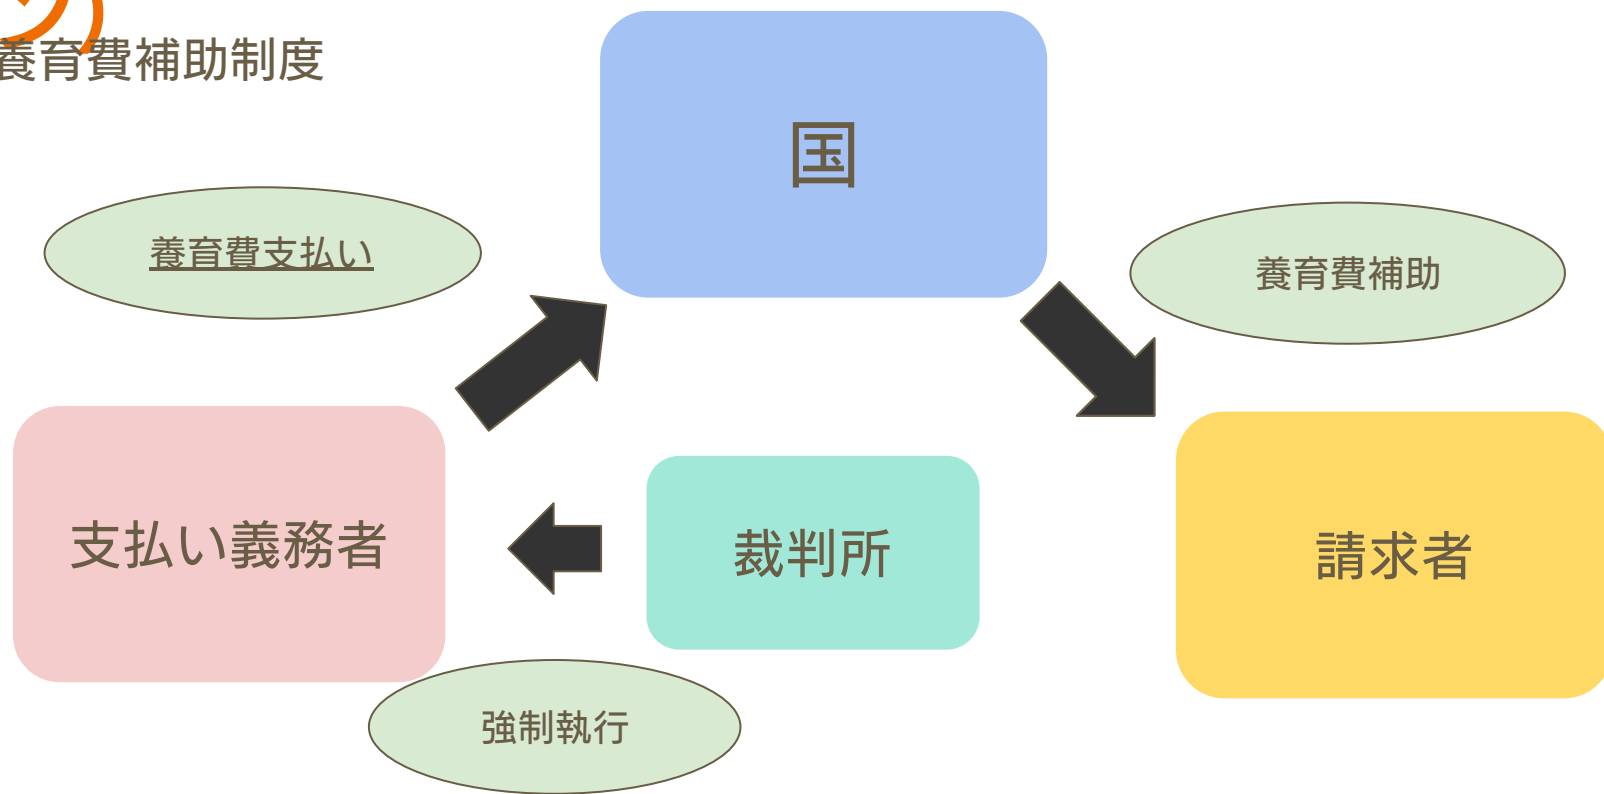 養育費補助制度
国
養育費支払い
養育費補助
支払い義務者
裁判所
請求者
強制執行